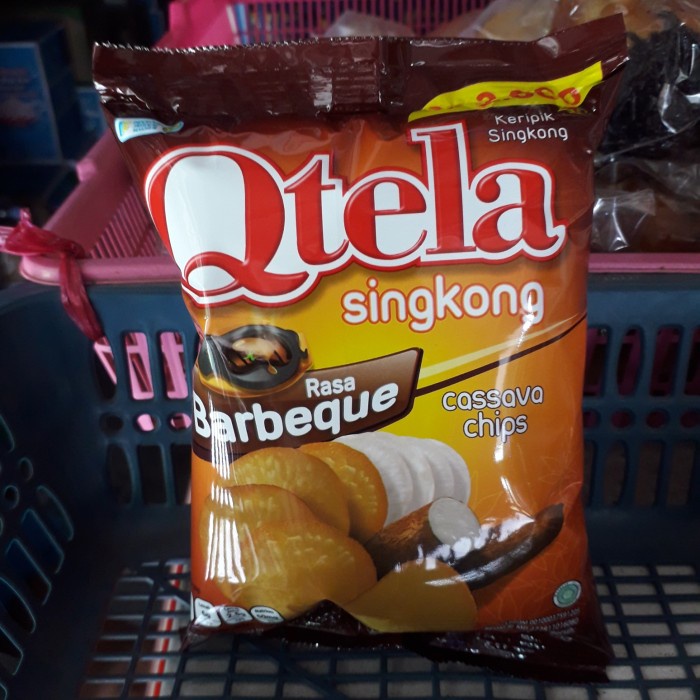 Keripik
Singkong
Qtela
singkong
Rasa
Barbeque
cassava
chips